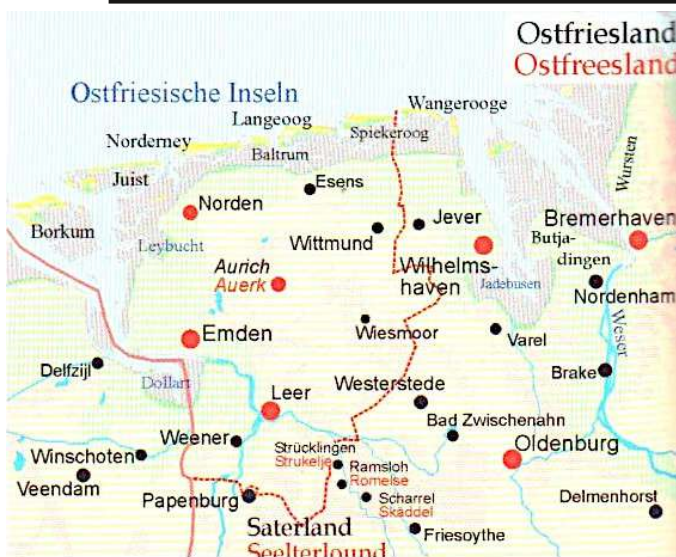 Ostfriesland
Ostfreesland
Ostfriesische Inseln
Wangerooge
Langeoog
Spiekeroog
Norderney
Baltrum
Wursten
Juist
Esens
Norden
Borkum
Leybucht
Wittmund
Jever
Bremerhaven
Butja-
dingen
Aurich
Auerk
Wilhelms-
haven
Jadebusen
Nordenham
Emden
Wiesmoor
Varel
Weser
Delfzijl
Dollart
Leer
Westerstede
Brake
Bad Zwischenahn
Weener
Strücklingen
Strukelje
Oldenburg
Winschoten
Ramsloh
Romelse
Veendam
Papenburg
Scharrel
Skäddel
Delmenhorst
Saterland
Seelterlound
Friesoythe